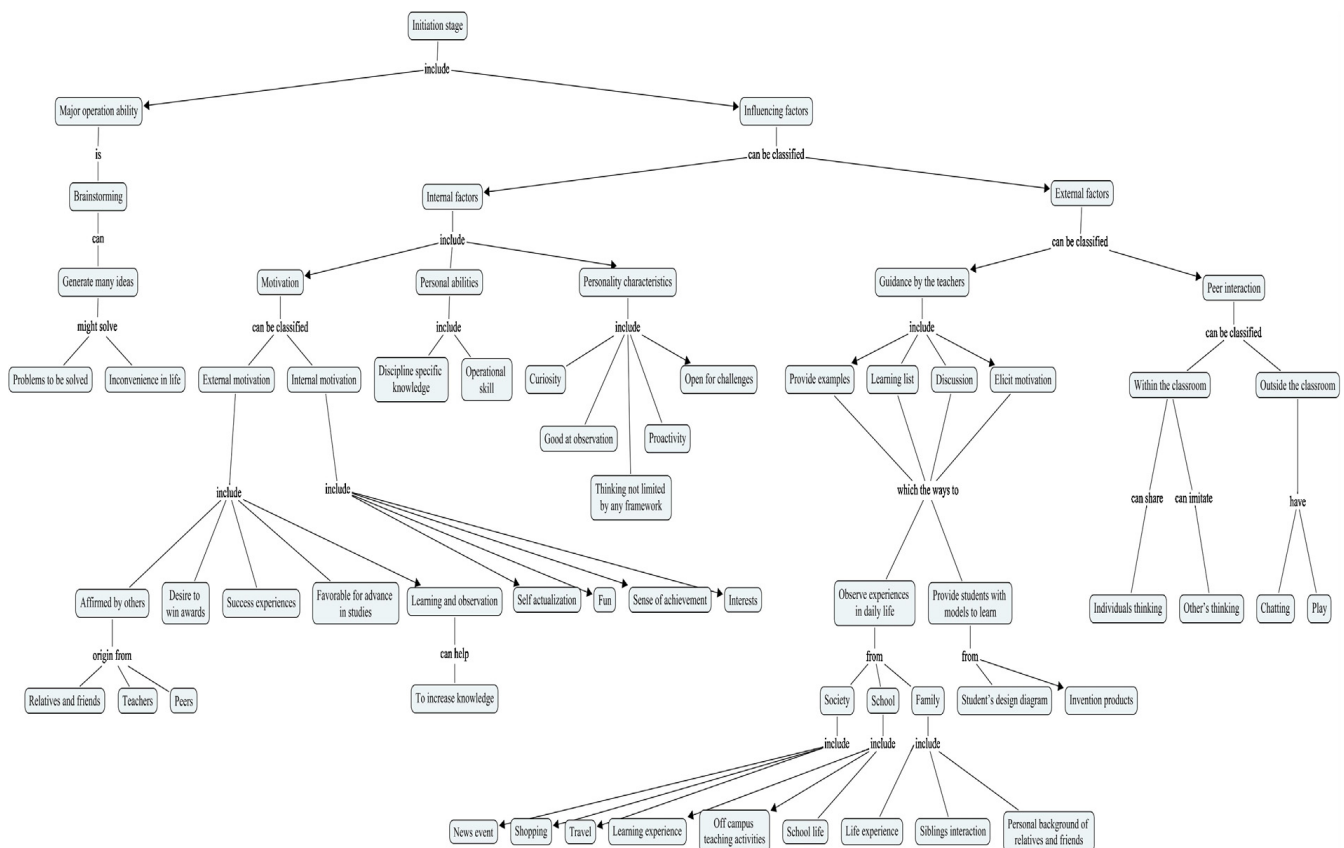 Initiation stage
include
Major operation ability
Influencing factors
is
can be classified
Brainstorming
Internal factors
External factors
can
include
can be classified
Generate many ideas
Motivation
Personal abilities
Personality characteristics
Guidance by the teachers
Peer interaction
might solve
can be classified
include
include
include
can be classified
Problems to be solved
Inconvenience in life
External motivation
Internal motivation
Discipline specific
knowledge
Operational
skill
Curiosity
Open for challenges
Provide examples
Learning list
Discussion
Elicit motivation
Within the classroom
Outside the classroom
Good at observation
Proactivity
Thinking not limited
by any framework
include
include
which the ways to
can share
can imitate
have
Affirmed by others
Desire to
win awards
Success experiences
Favorable for advance
in studies
Learning and observation
Self actualization
Fun
Sense of achievement
Interests
Observe experiences
in daily life
Provide students with
models to learn
Individuals thinking
Other's thinking
Chatting
Play
origin from
can help
from
from
Relatives and friends
Teachers
Peers
To increase knowledge
Society
School
Family
Student's design diagram
Invention products
include
include
include
News event
Shopping
Travel
Learning experience
Off campus
teaching activities
School life
Life experience
Siblings interaction
Personal background of
relatives and friends